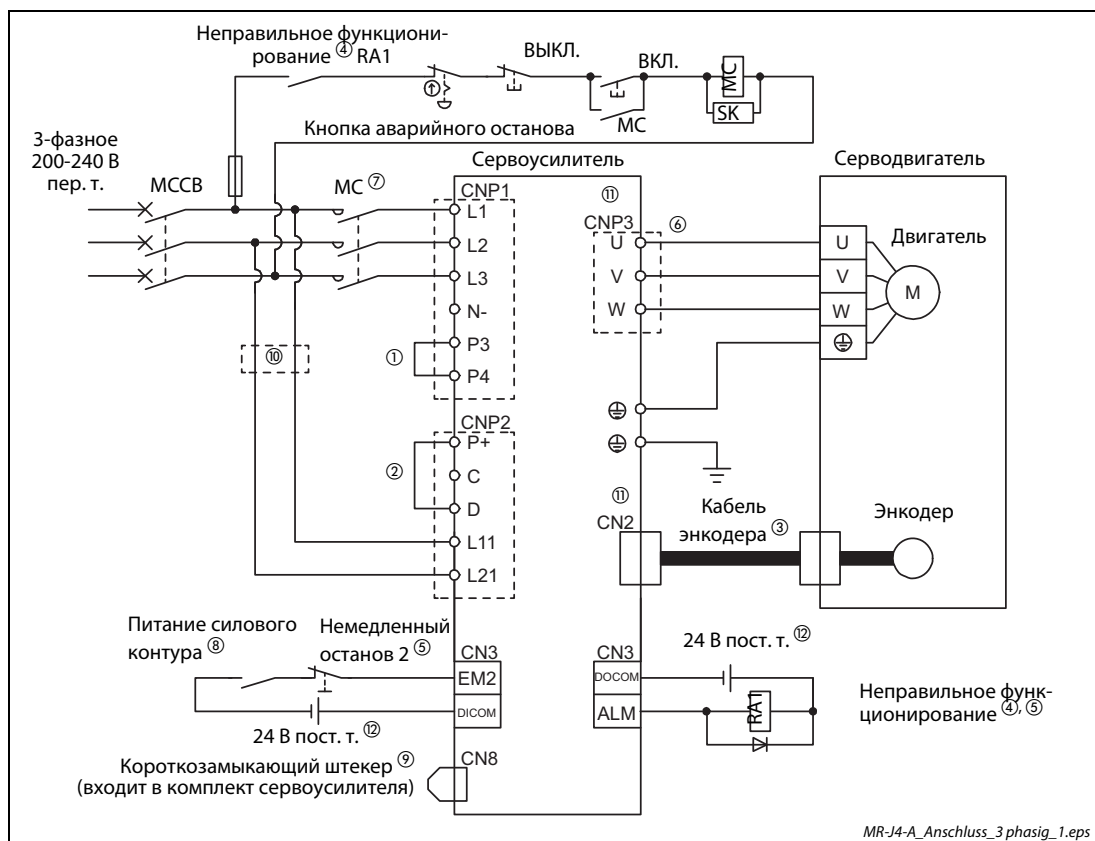 Неправильное функциони-
рование ④ RA1
ВЫКЛ.
ВКЛ.
MC
SK
MC
Кнопка аварийного останова
3-фазное
200-240 В
пер. т.
MCCB
MC ⑦
Сервоусилитель
Серводвигатель
CNP1
L1
L2
L3
N-
P3
P4
①
⑩
CNP2
P+
C
D
L11
L21
②
⑪
CNP3
⑥
U
V
W
U
V
W
Двигатель
M
⑪
CN2
Кабель
энкодера ③
Энкодер
Питание силового
контура ⑧
Немедленный
останов 2 ⑤
CN3
EM2
DICOM
24 В пост. т. ⑫
CN3
DOCOM
ALM
24 В пост. т. ⑫
RA1
Неправильное функ-
ционирование ④, ⑤
Короткозамыкающий штекер ⑨
(входит в комплект сервоусилителя)
CN8
MR-J4-A_Anschluss_3 phasig_1.eps